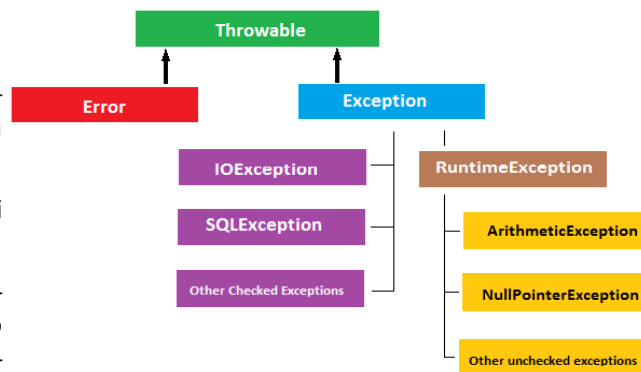 Throwable
Error
Exception
IOException
RuntimeException
SQLException
ArithmeticException
Other Checked Exceptions
NullPointerException
Other unchecked exceptions